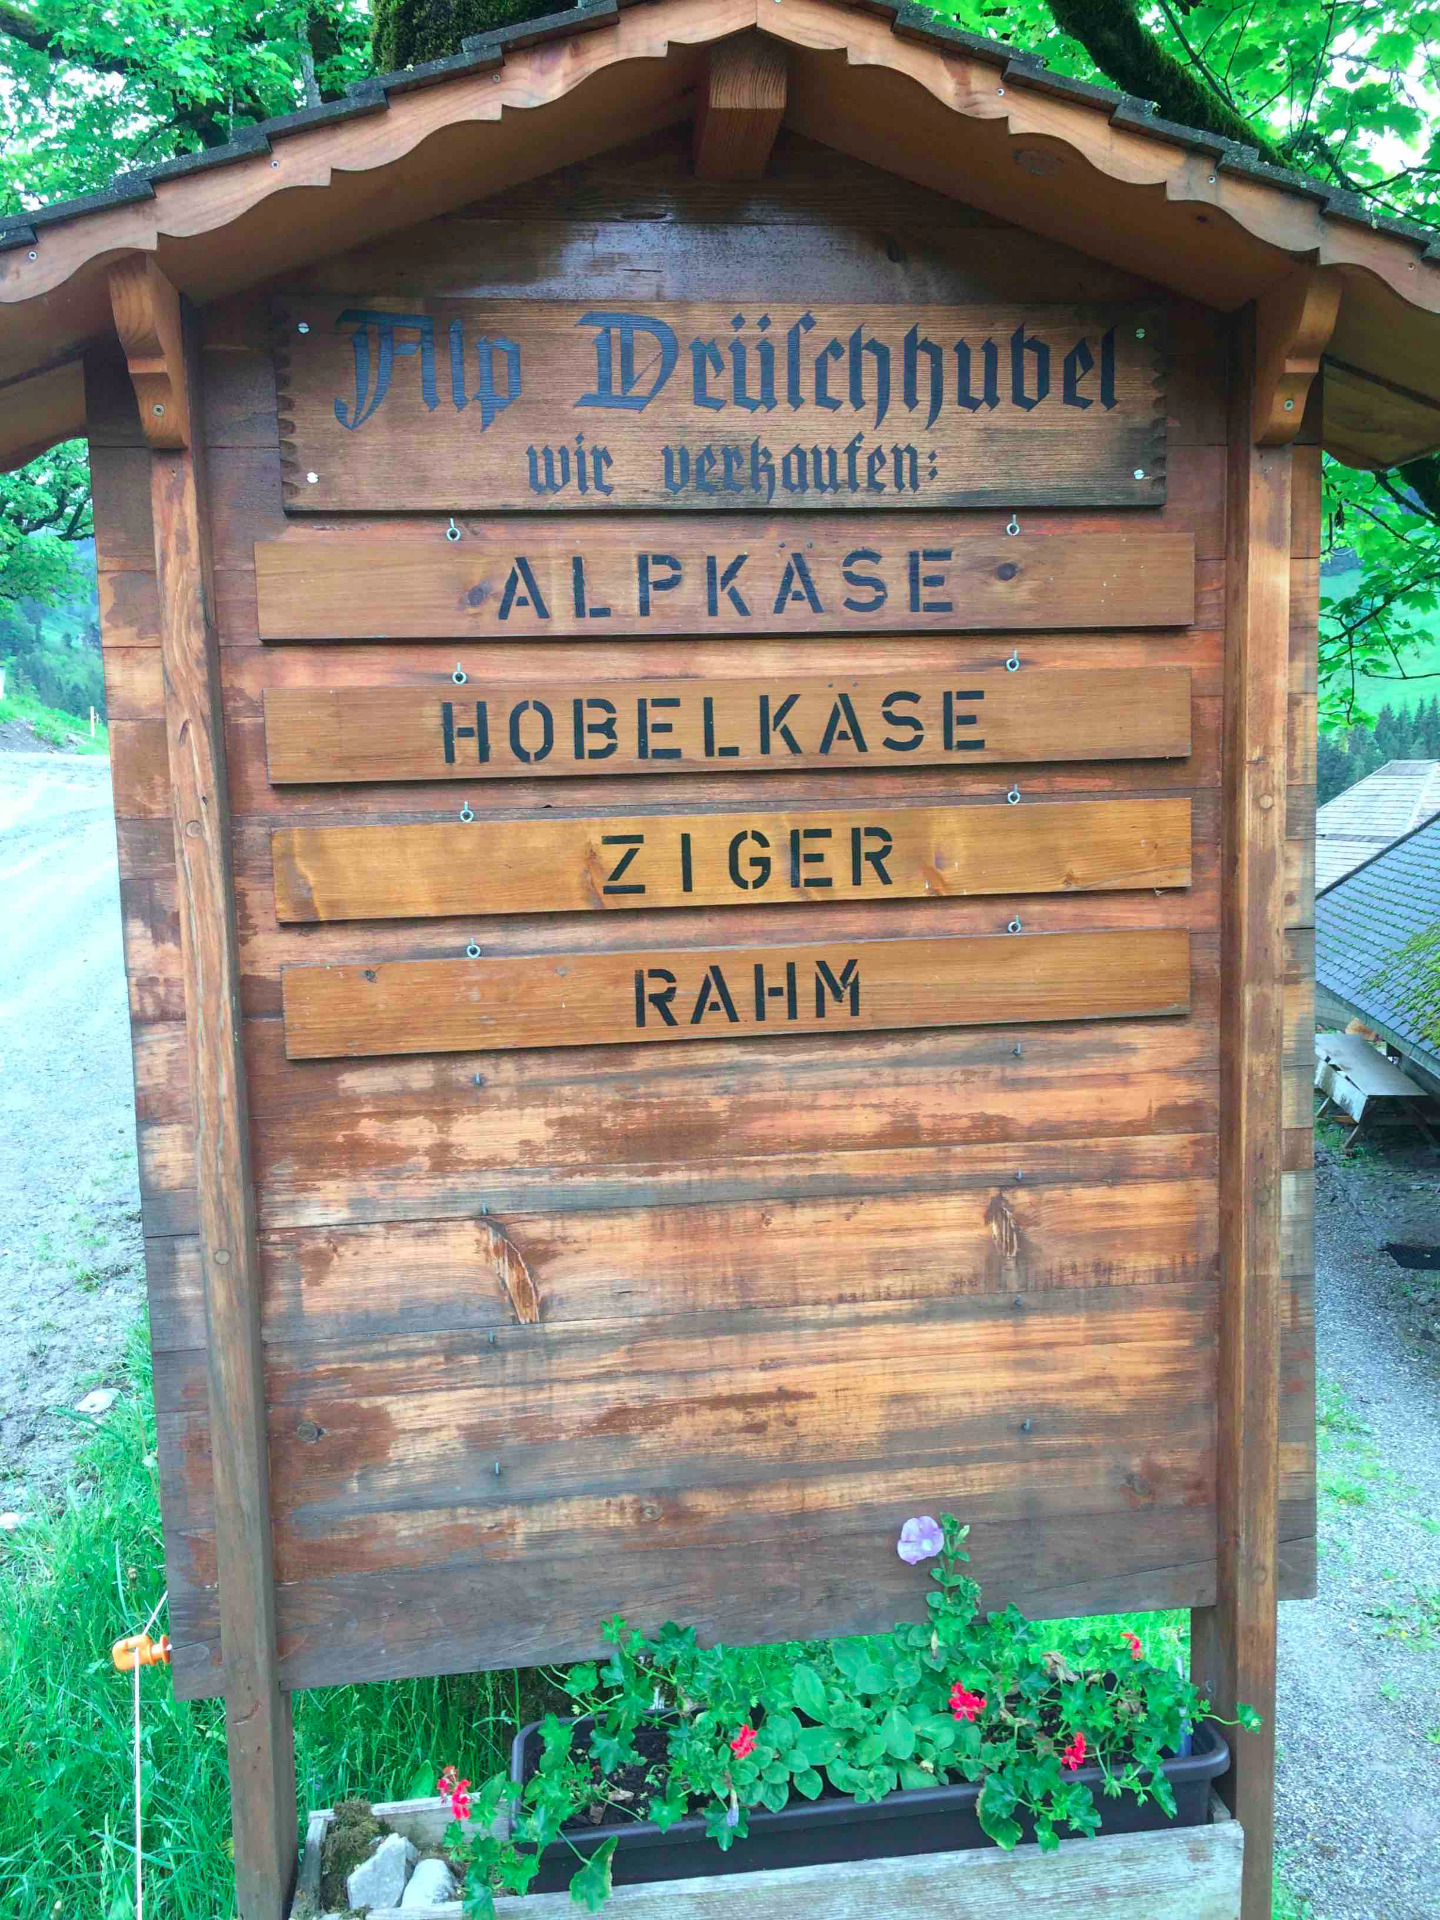 Alp Drüſchhubel
wir verkaufen:
ALPKÄSE
HOBELKÄSE
ZIGER
RAHM